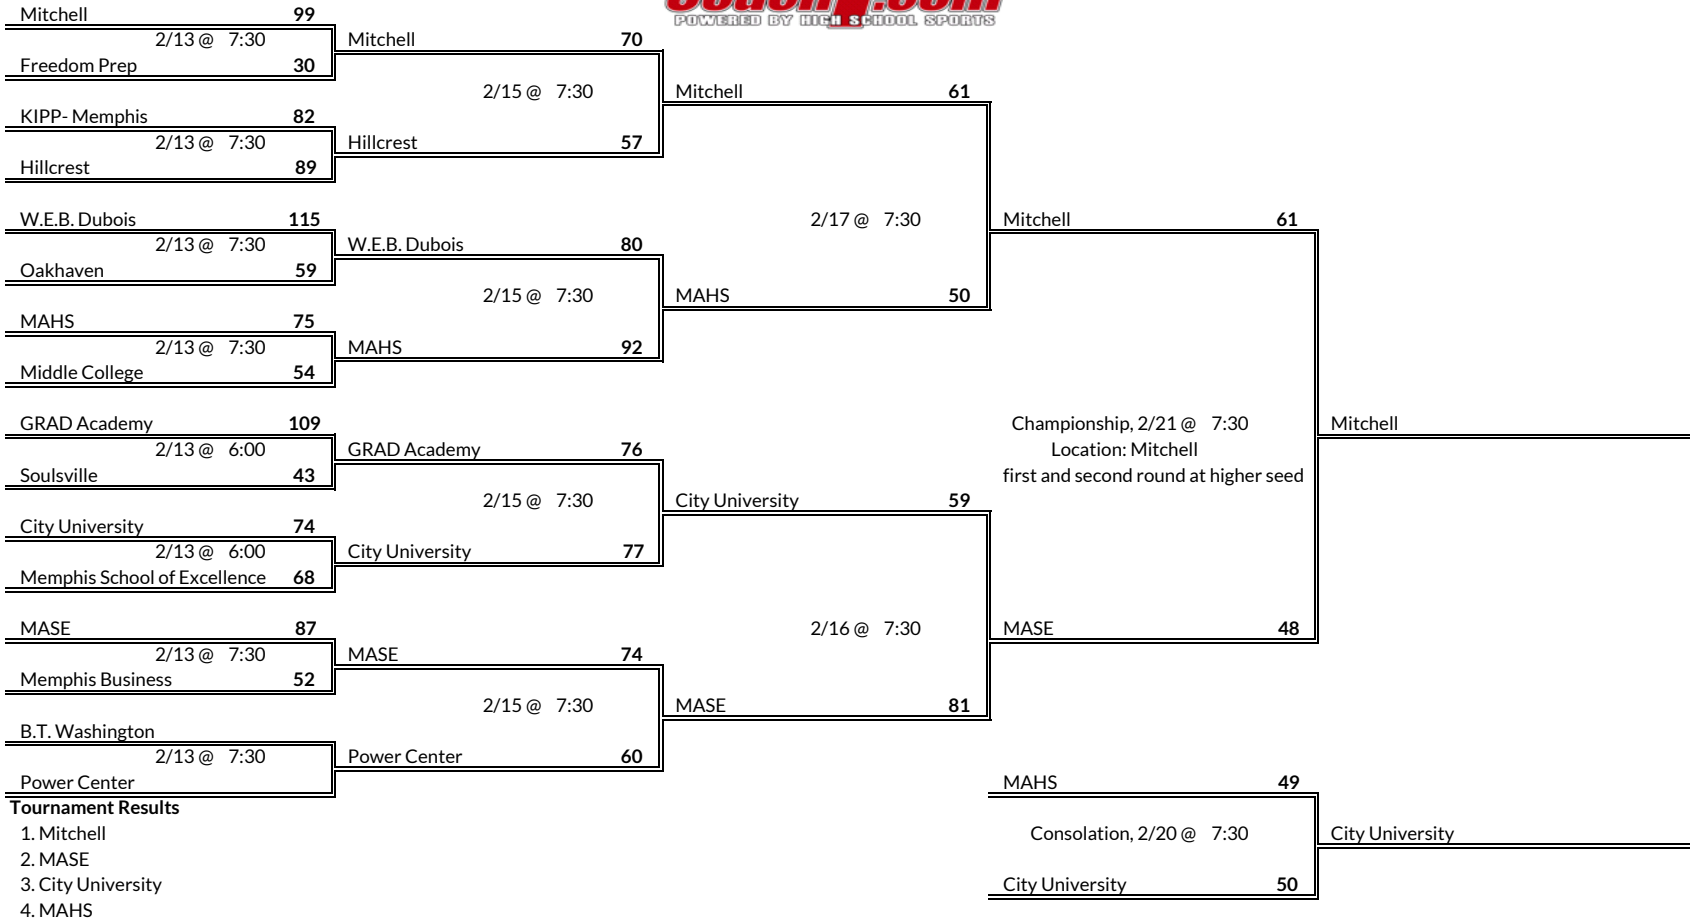 POWERED BY HIGH SCHOOL SPORTS
Mitchell 99
2/13 @ 7:30
Freedom Prep 30
KIPP- Memphis 82
2/13 @ 7:30
Hillcrest 89
W.E.B. Dubois 115
2/13 @ 7:30
Oakhaven 59
MAHS 75
2/13 @ 7:30
Middle College 54
GRAD Academy 109
2/13 @ 6:00
Soulsville 43
City University 74
2/13 @ 6:00
Memphis School of Excellence 68
MASE 87
2/13 @ 7:30
Memphis Business 52
B.T. Washington
2/13 @ 7:30
Power Center
Mitchell 70
2/15 @ 7:30
Hillcrest 57
W.E.B. Dubois 80
2/15 @ 7:30
MAHS 92
GRAD Academy 76
2/15 @ 7:30
City University 77
MASE 74
2/15 @ 7:30
Power Center 60
Mitchell 61
2/17 @ 7:30
MAHS 50
City University 59
2/16 @ 7:30
MASE 81
Mitchell 61
Championship, 2/21 @ 7:30
Location: Mitchell
first and second round at higher seed
MASE 48
Mitchell
MAHS 49
Consolation, 2/20 @ 7:30
City University 50
City University
Tournament Results
1. Mitchell
2. MASE
3. City University
4. MAHS